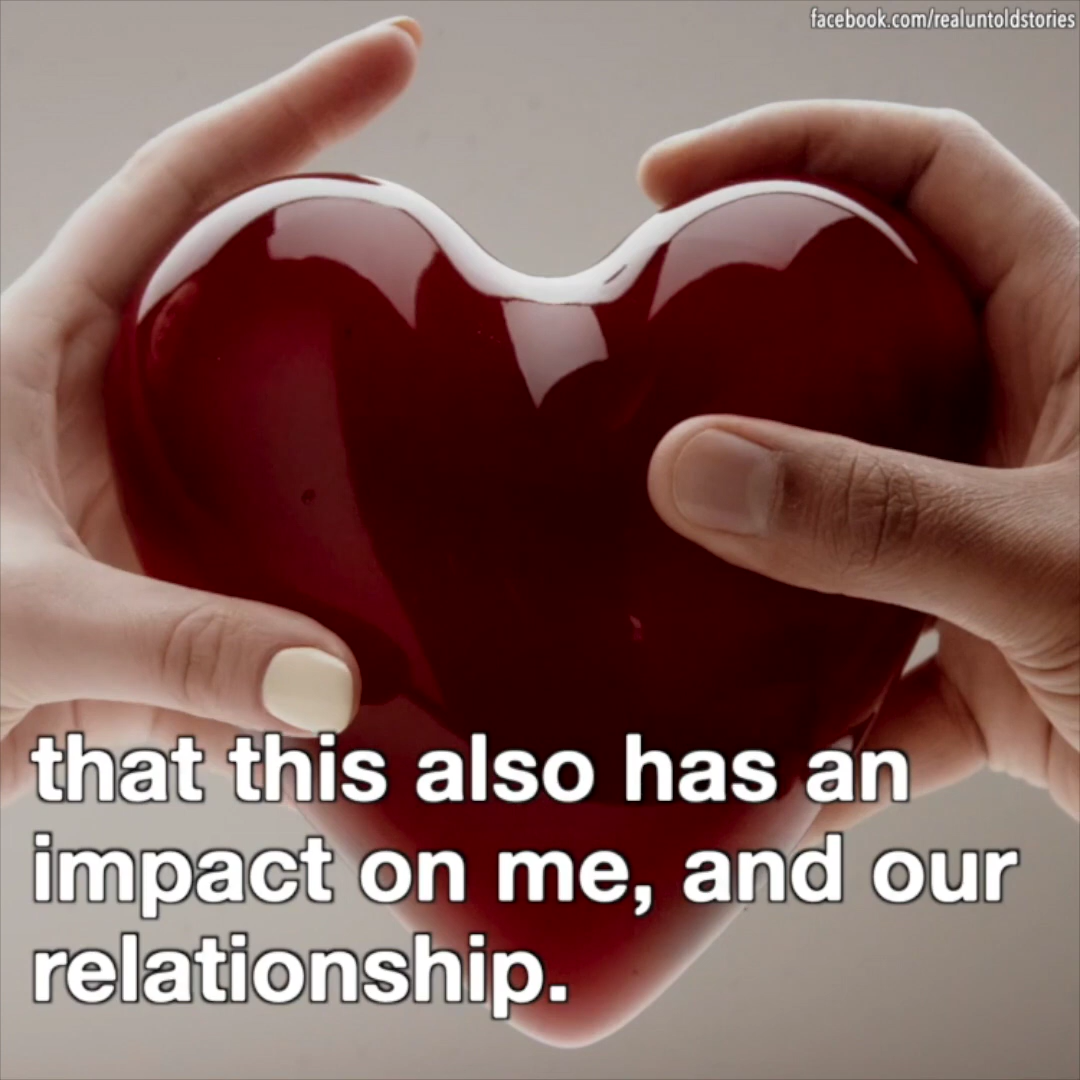 facebook.com/realuntoldstories
that this also has an
impact on me, and our
relationship.